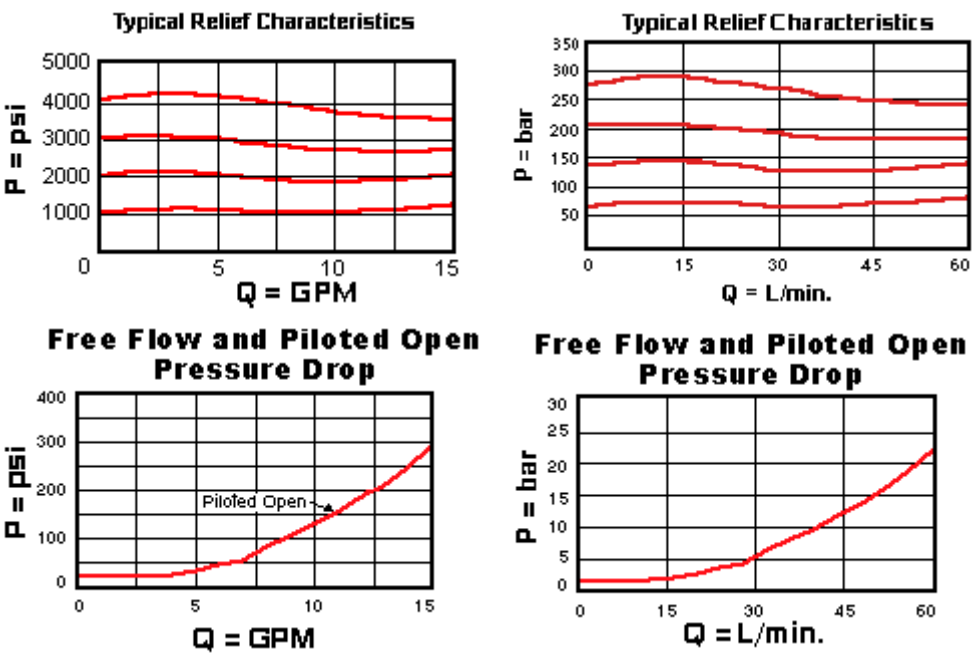 Typical Relief Characteristics
5000
4000
3000
2000
1000
P = psi
0 5 10 15
Q = GPM
Typical Relief Characteristics
350
300
250
200
150
100
50
P = bar
0 15 30 45 60
Q = L/min.
Free Flow and Piloted Open
Pressure Drop
400
300
200
100
0
P = psi
Piloted Open
0 5 10 15
Q = GPM
Free Flow and Piloted Open
Pressure Drop
30
25
20
15
10
5
0
P = bar
0 15 30 45 60
Q = L/min.